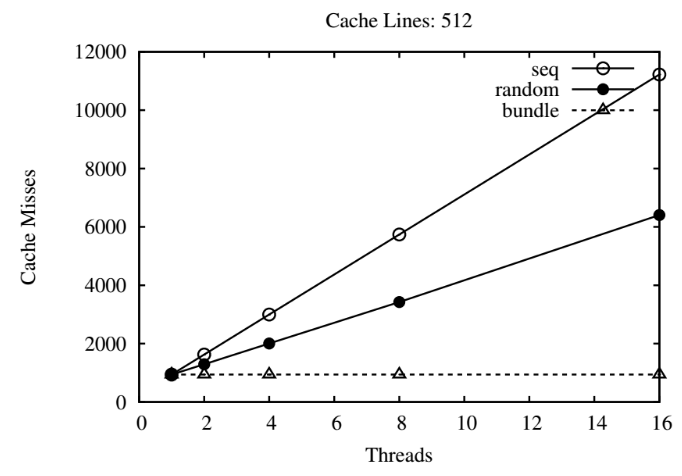 Cache Lines: 512
12000
10000
8000
6000
4000
2000
0
Cache Misses
seq
random
bundle
0 2 4 6 8 10 12 14 16
Threads